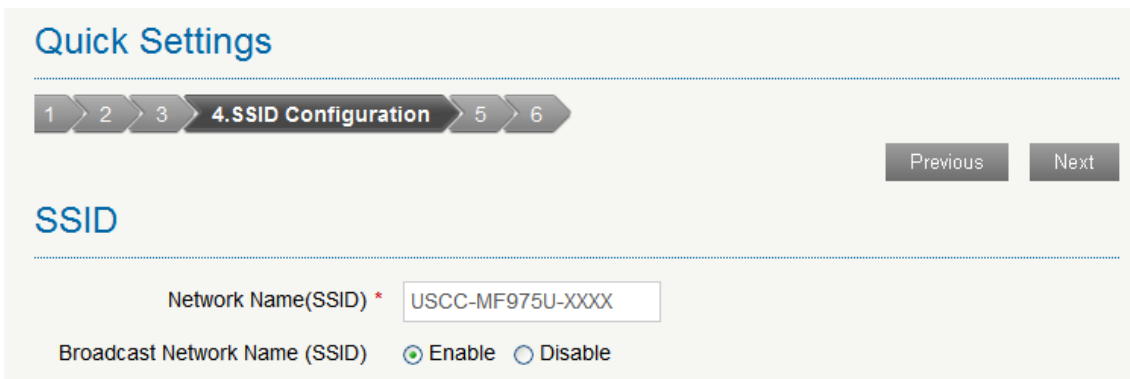 Quick Settings
1 2 3 4.SSID Configuration 5 6
Previous Next
SSID
Network Name(SSID) * USCC-MF975U-XXXX
Broadcast Network Name (SSID) Enable Disable